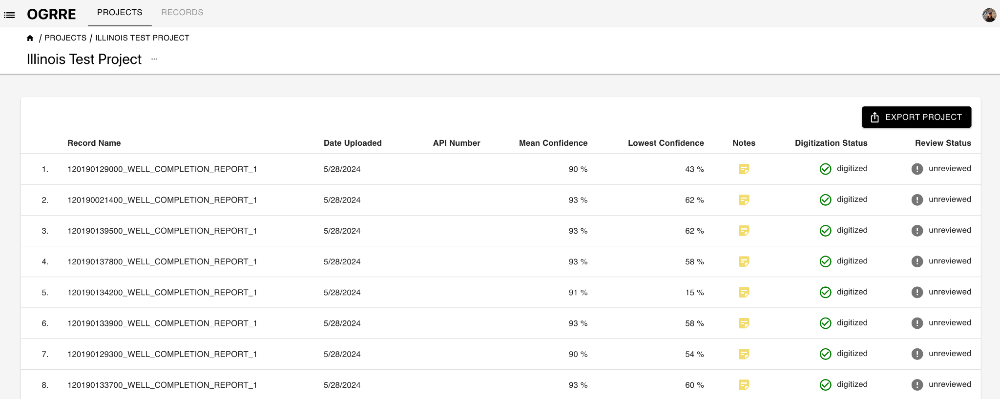 OGRRE PROJECTS RECORDS
/ PROJECTS / ILLINOIS TEST PROJECT
Illinois Test Project ...
EXPORT PROJECT
Record Name Date Uploaded API Number Mean Confidence Lowest Confidence Notes Digitization Status Review Status
1. 120190129000_WELL_COMPLETION_REPORT_1 5/28/2024 90 % 43 % digitized unreviewed
2. 120190021400_WELL_COMPLETION_REPORT_1 5/28/2024 93 % 62 % digitized unreviewed
3. 120190139500_WELL_COMPLETION_REPORT_1 5/28/2024 93 % 62 % digitized unreviewed
4. 120190137800_WELL_COMPLETION_REPORT_1 5/28/2024 93 % 58 % digitized unreviewed
5. 120190134200_WELL_COMPLETION_REPORT_1 5/28/2024 91 % 15 % digitized unreviewed
6. 120190133900_WELL_COMPLETION_REPORT_1 5/28/2024 93 % 58 % digitized unreviewed
7. 120190129300_WELL_COMPLETION_REPORT_1 5/28/2024 90 % 54 % digitized unreviewed
8. 120190133700_WELL_COMPLETION_REPORT_1 5/28/2024 93 % 60 % digitized unreviewed